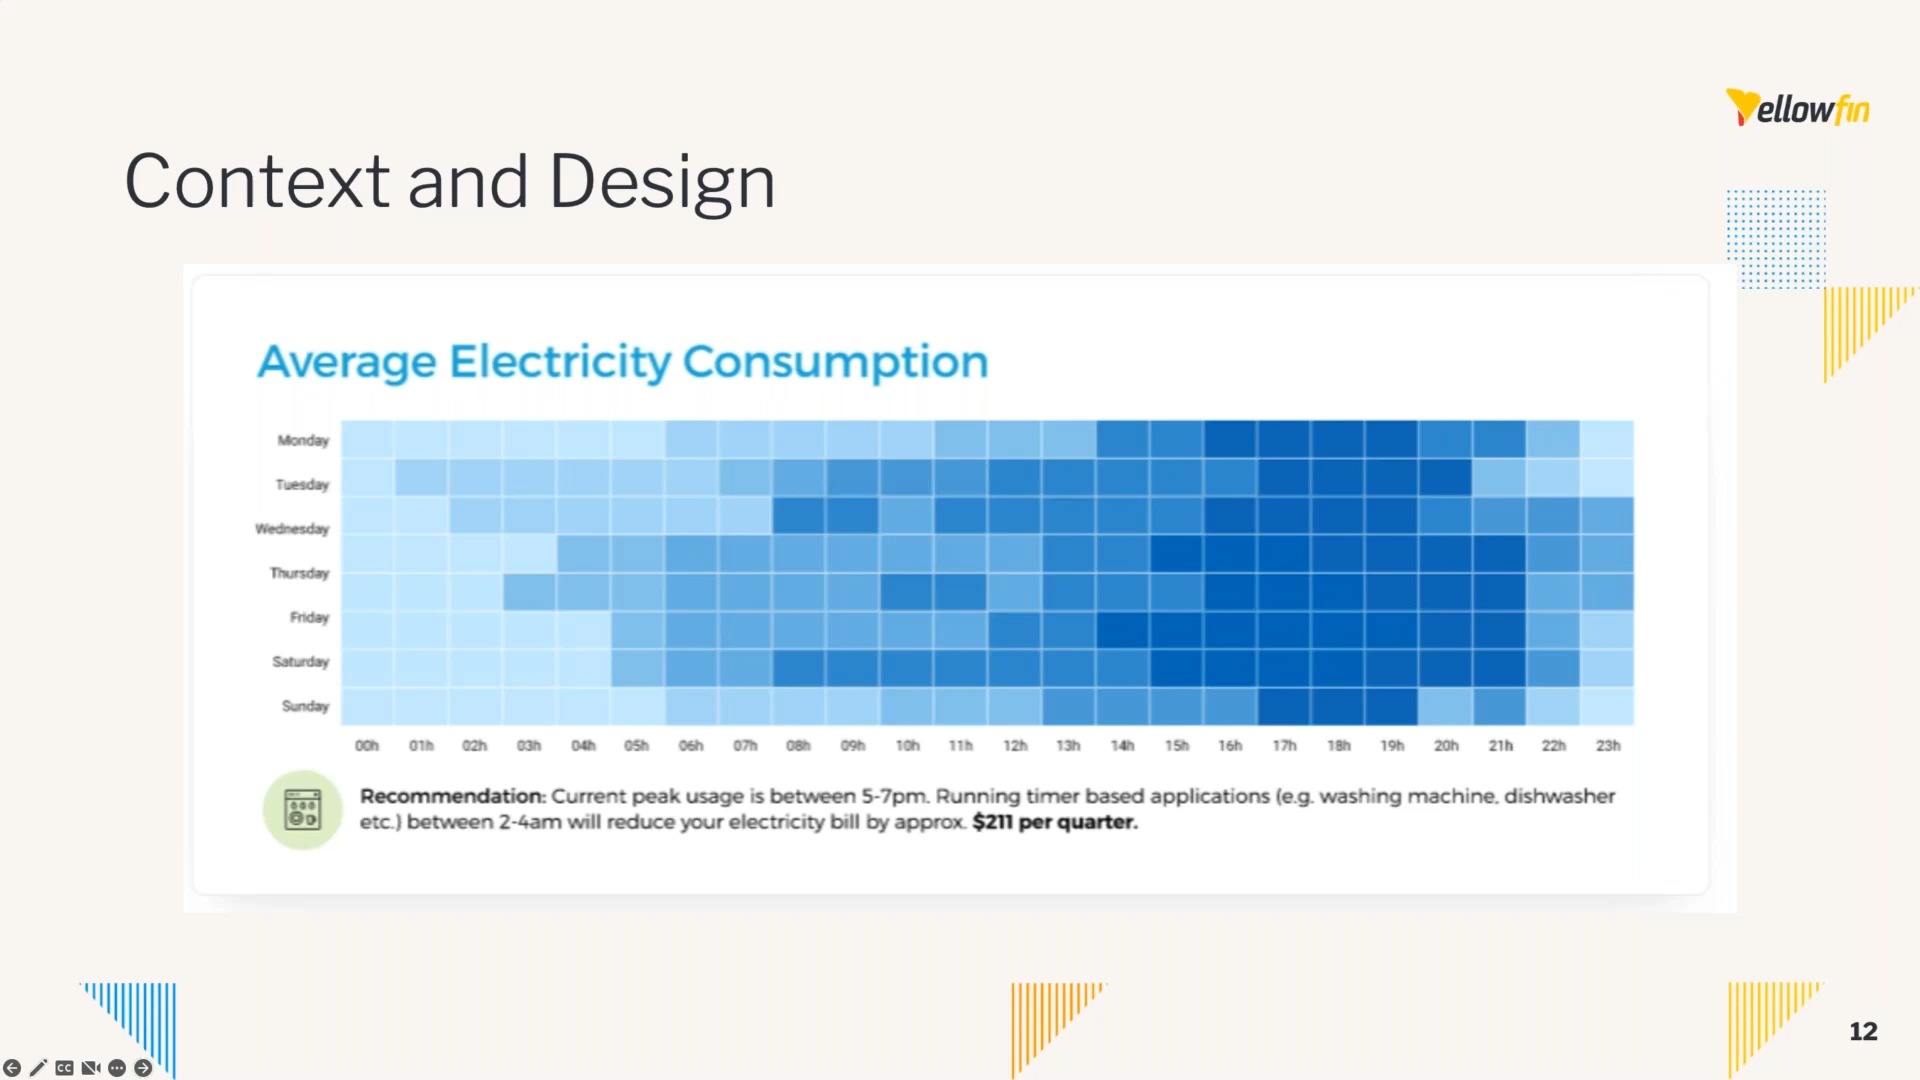 Yellowfin
Context and Design
Average Electricity Consumption
Monday
Tuesday
Wednesday
Thursday
Friday
Saturday
Sunday
00h 01h 02h 03h 04h 05h 06h 07h 08h 09h 10h 11h 12h 13h 14h 15h 16h 17h 18h 19h 20h 21h 22h 23h
Recommendation: Current peak usage is between 5-7pm. Running timer based applications (e.g. washing machine, dishwasher
etc.) between 2-4am will reduce your electricity bill by approx. $211 per quarter.
12
CC